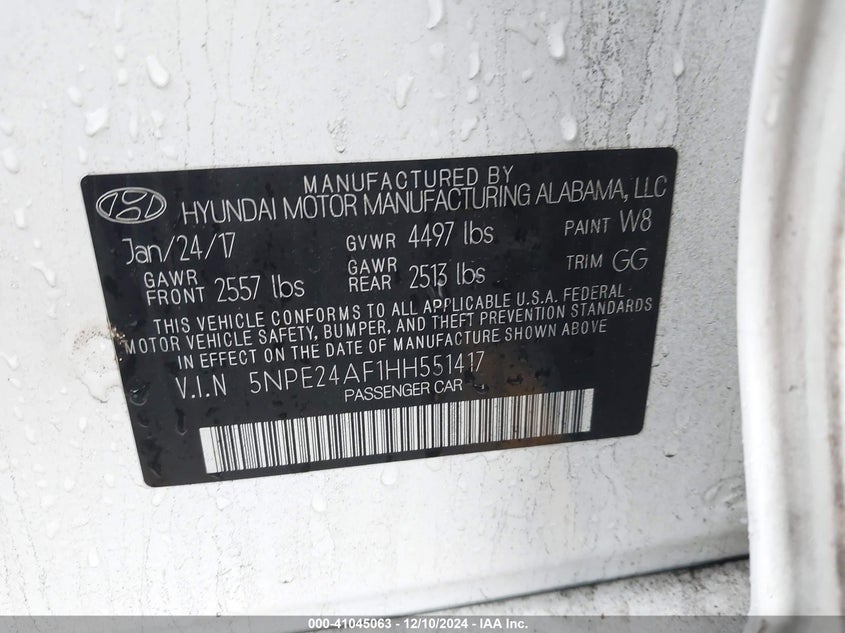 MANUFACTURED BY
HYUNDAI MOTOR MANUFACTURING ALABAMA, LLC
Jan/24/17 GVWR 4497 lbs PAINT W8
GAWR FRONT 2557 lbs GAWR REAR 2513 lbs TRIM GG
THIS VEHICLE CONFORMS TO ALL APPLICABLE U.S.A. FEDERAL
MOTOR VEHICLE SAFETY, BUMPER, AND THEFT PREVENTION STANDARDS
IN EFFECT ON THE DATE OF MANUFACTURE SHOWN ABOVE
V.I.N 5NPE24AF1HH551417
PASSENGER CAR
000-41045063 - 12/10/2024 - IAA Inc.